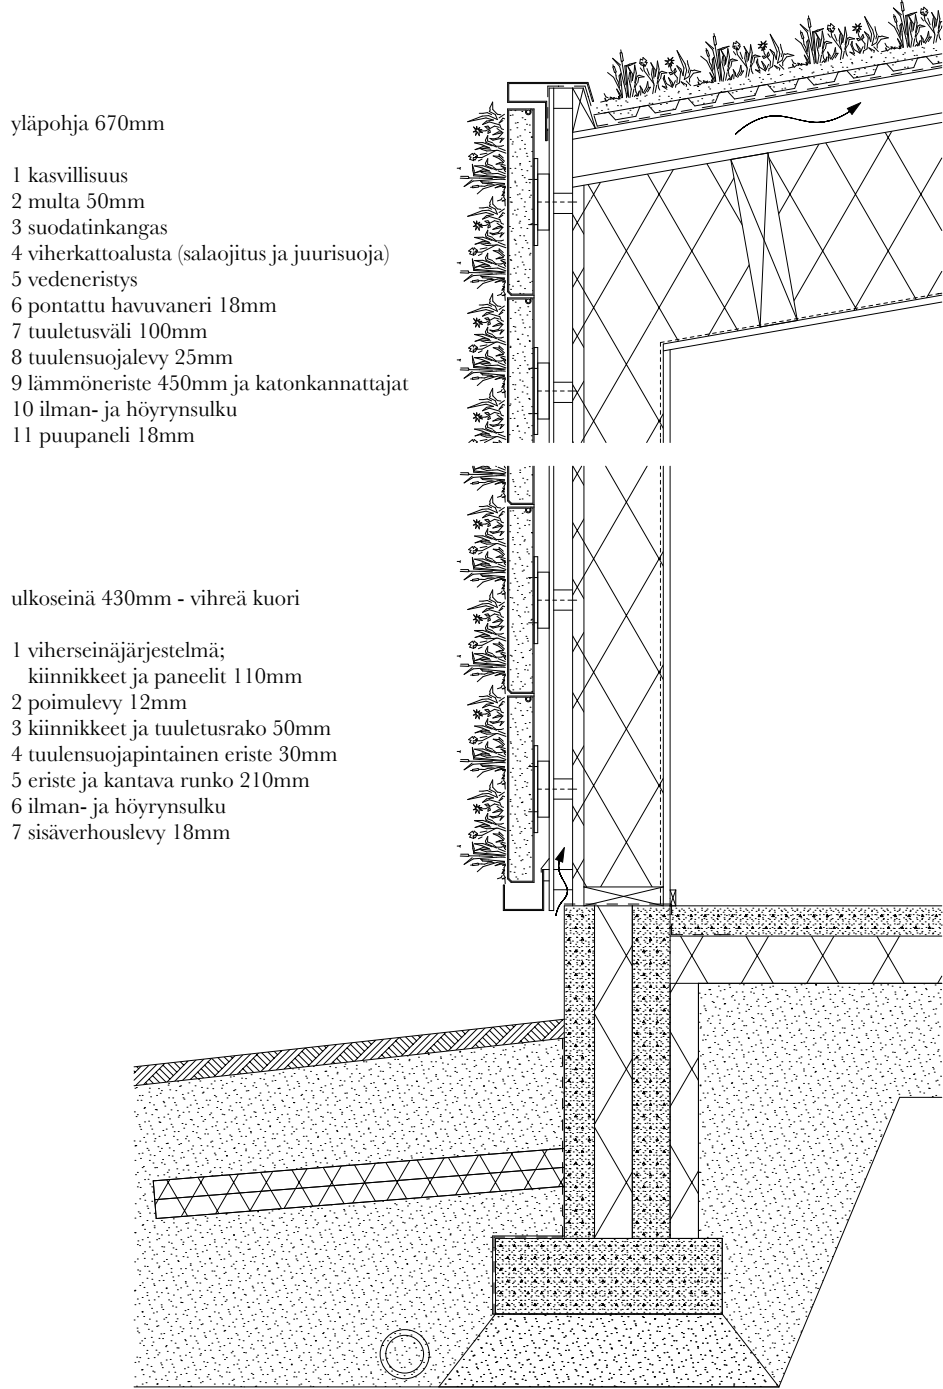 yläpohja 670mm
1 kasvillisuus
2 multa 50mm
3 suodatinkangas
4 viherkattoalusta (salaojitus ja juurisuoja)
5 vedeneristys
6 pontattu havuvaneri 18mm
7 tuuletusväli 100mm
8 tuulensuojalevy 25mm
9 lämmöneriste 450mm ja katonkannattajat
10 ilman- ja höyrynsulku
11 puupaneli 18mm
ulkoseinä 430mm - vihreä kuori
1 viherseinäjärjestelmä;
kiinnikkeet ja paneelit 110mm
2 poimulevy 12mm
3 kiinnikkeet ja tuuletusrako 50mm
4 tuulensuojapintainen eriste 30mm
5 eriste ja kantava runko 210mm
6 ilman- ja höyrynsulku
7 sisäverhouslevy 18mm